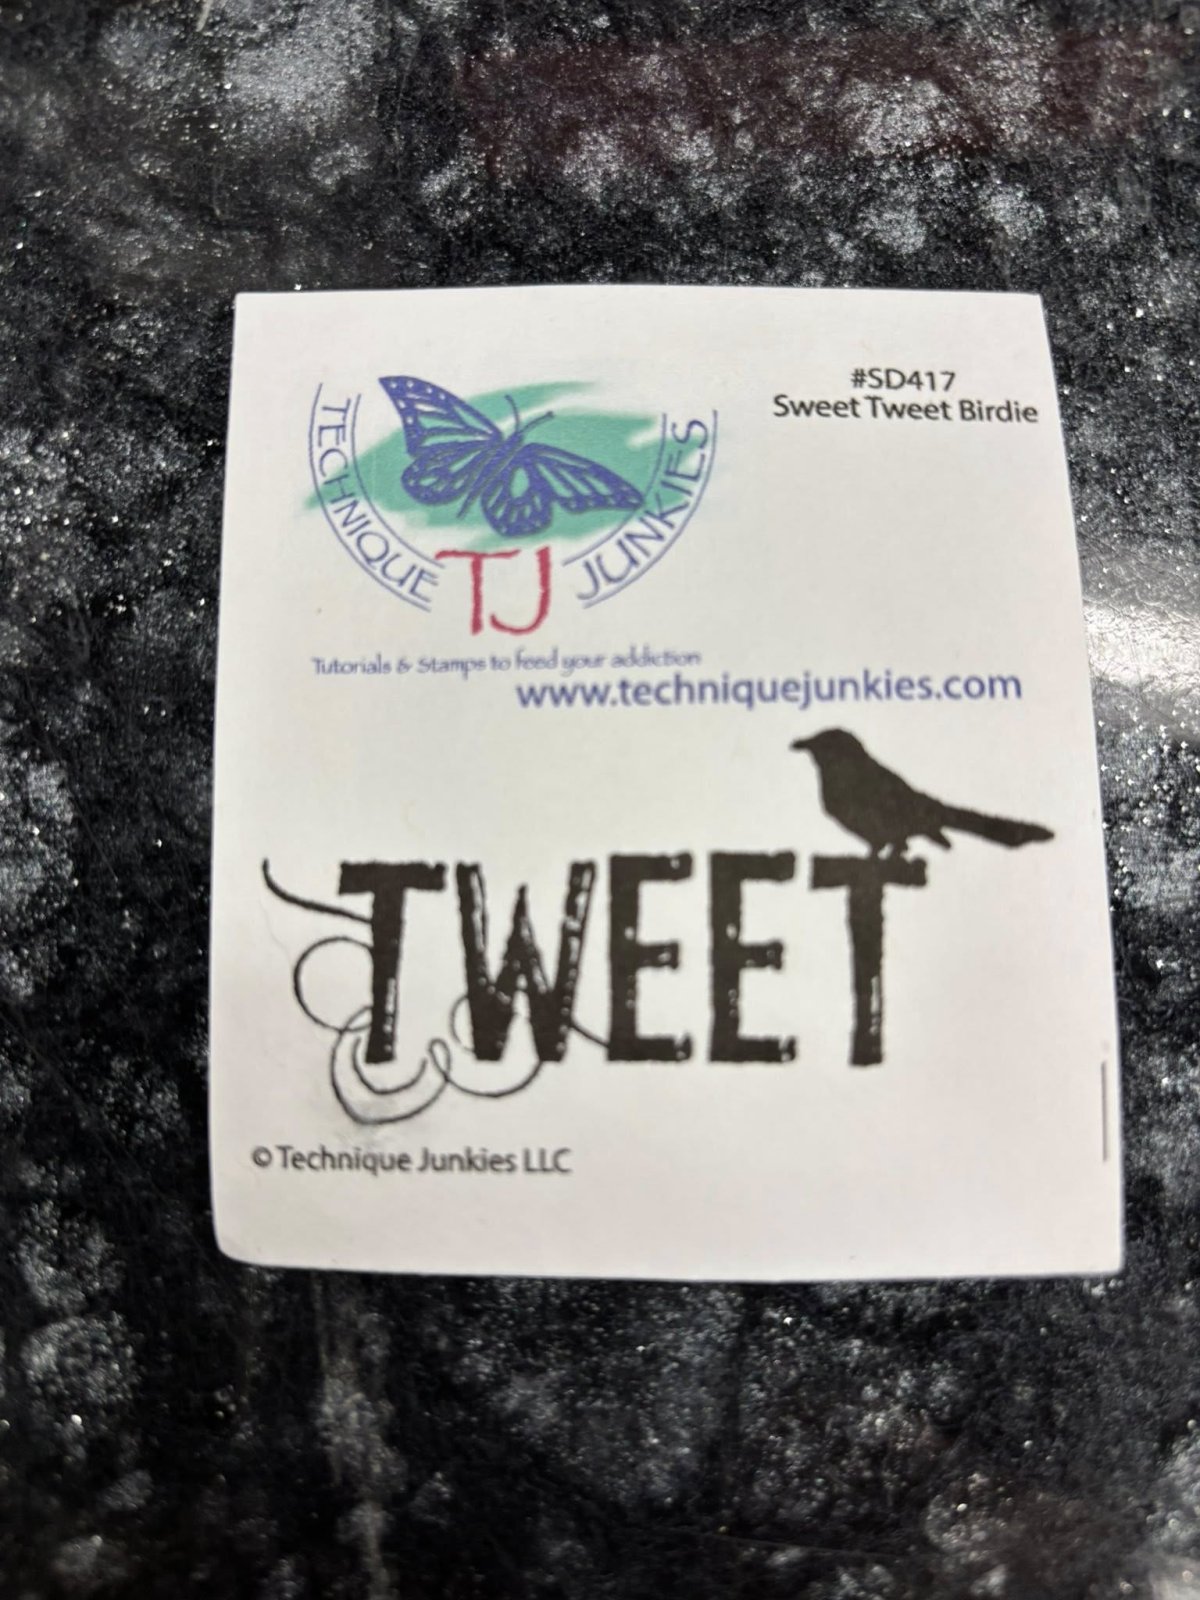 #SD417
Sweet Tweet Birdie
TECHNIQUE TJ JUNKIES
Tutorials & Stamps to feed your addiction
www.techniquejunkies.com
TWEET
© Technique Junkies LLC